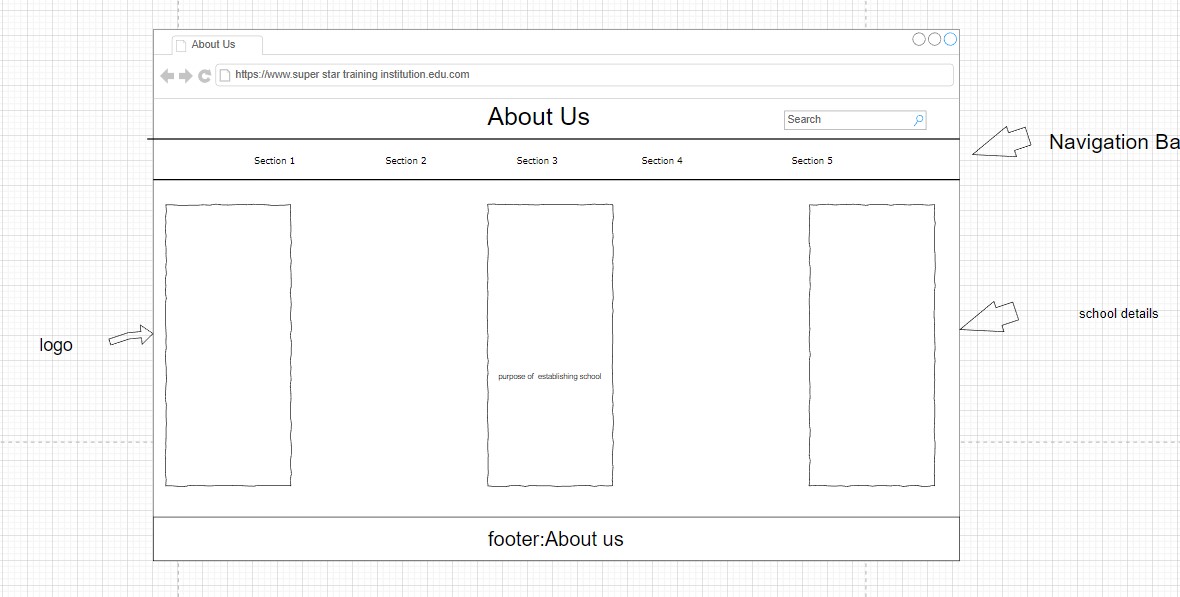 About Us
https://www.super star training institution.edu.com
About Us
Search
Navigation Ba
Section 1 Section 2 Section 3 Section 4 Section 5
school details
logo
purpose of establishing school
footer:About us